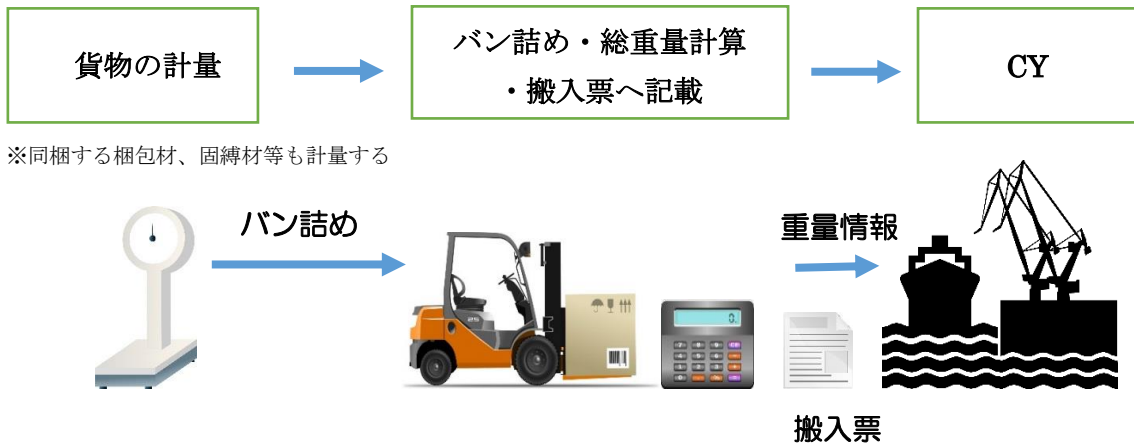 貨物の計量
バン詰め・総重量計算
・搬入票へ記載
CY
※同梱する梱包材、固縛材等も計量する
バン詰め
重量情報
25
0.
搬入票